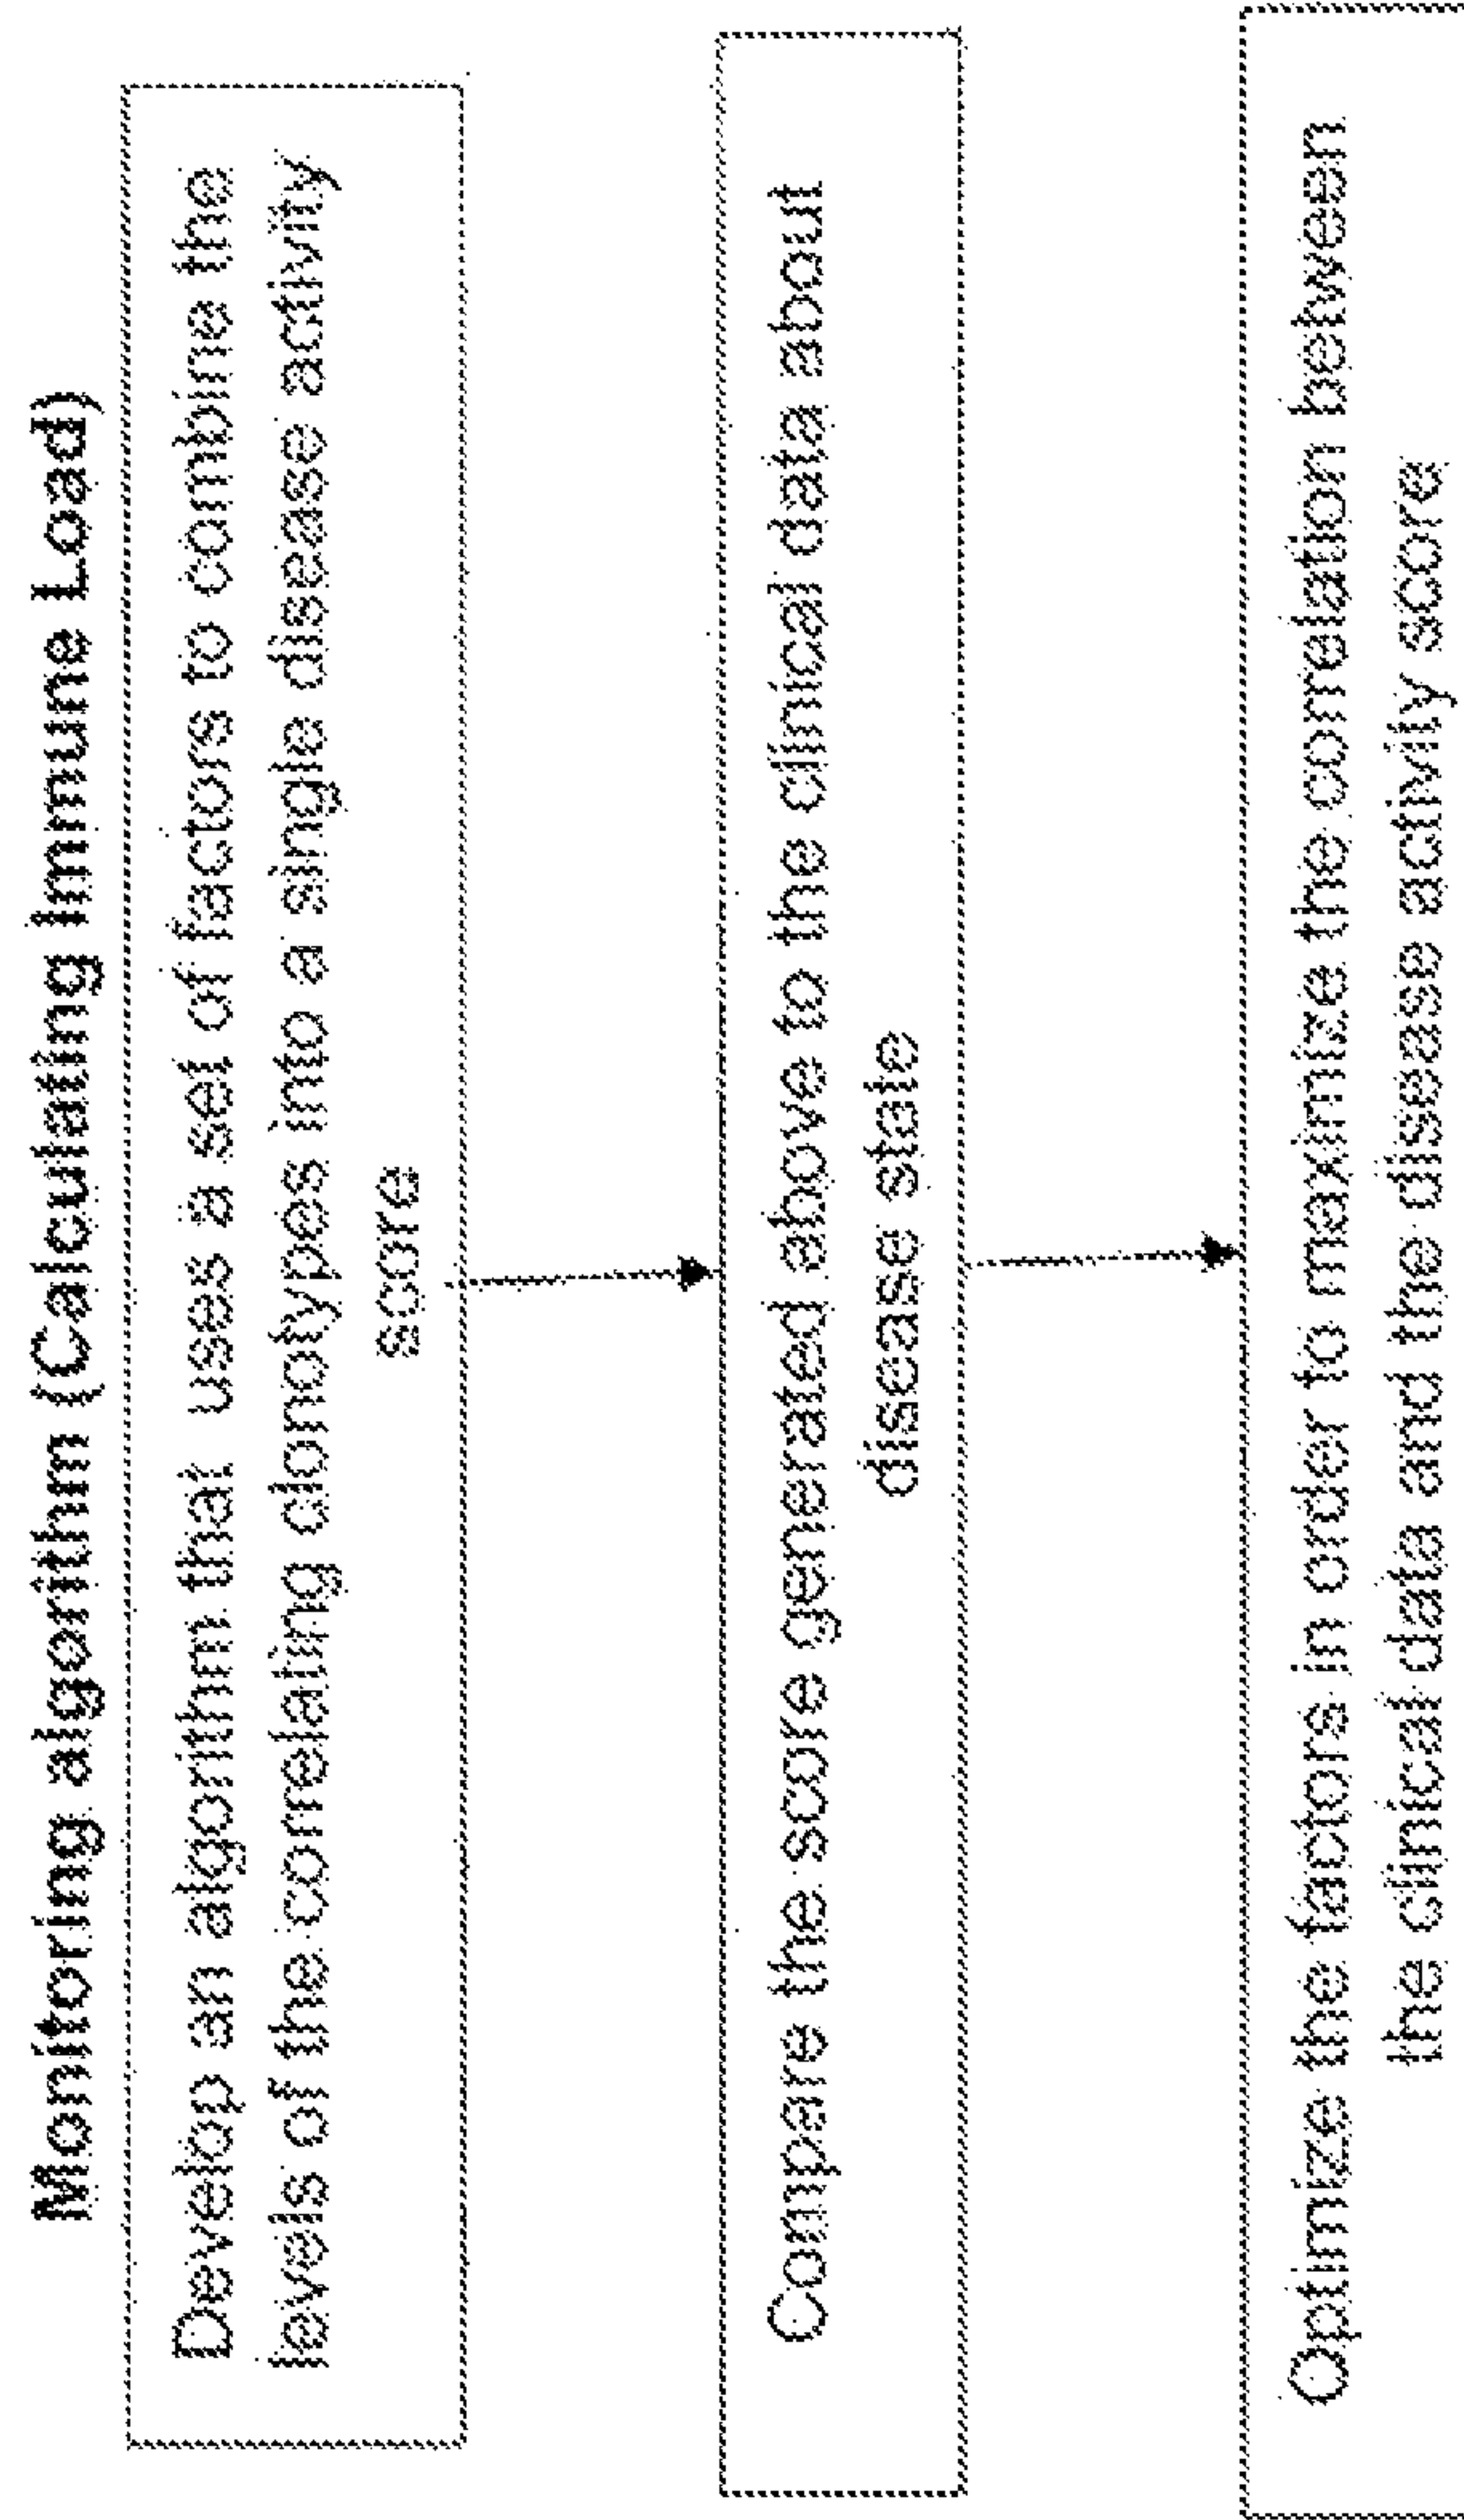 Monitoring algorithm (Calculating Immune Load)
Develop an algorithm that uses a set of factors to combine the
levels of the correlating clonotypes into a single disease activity
score
Compare the score generated above to the clinical data about
disease state
Optimize the factors in order to maximize the correlation between
the clinical data and the disease activity score